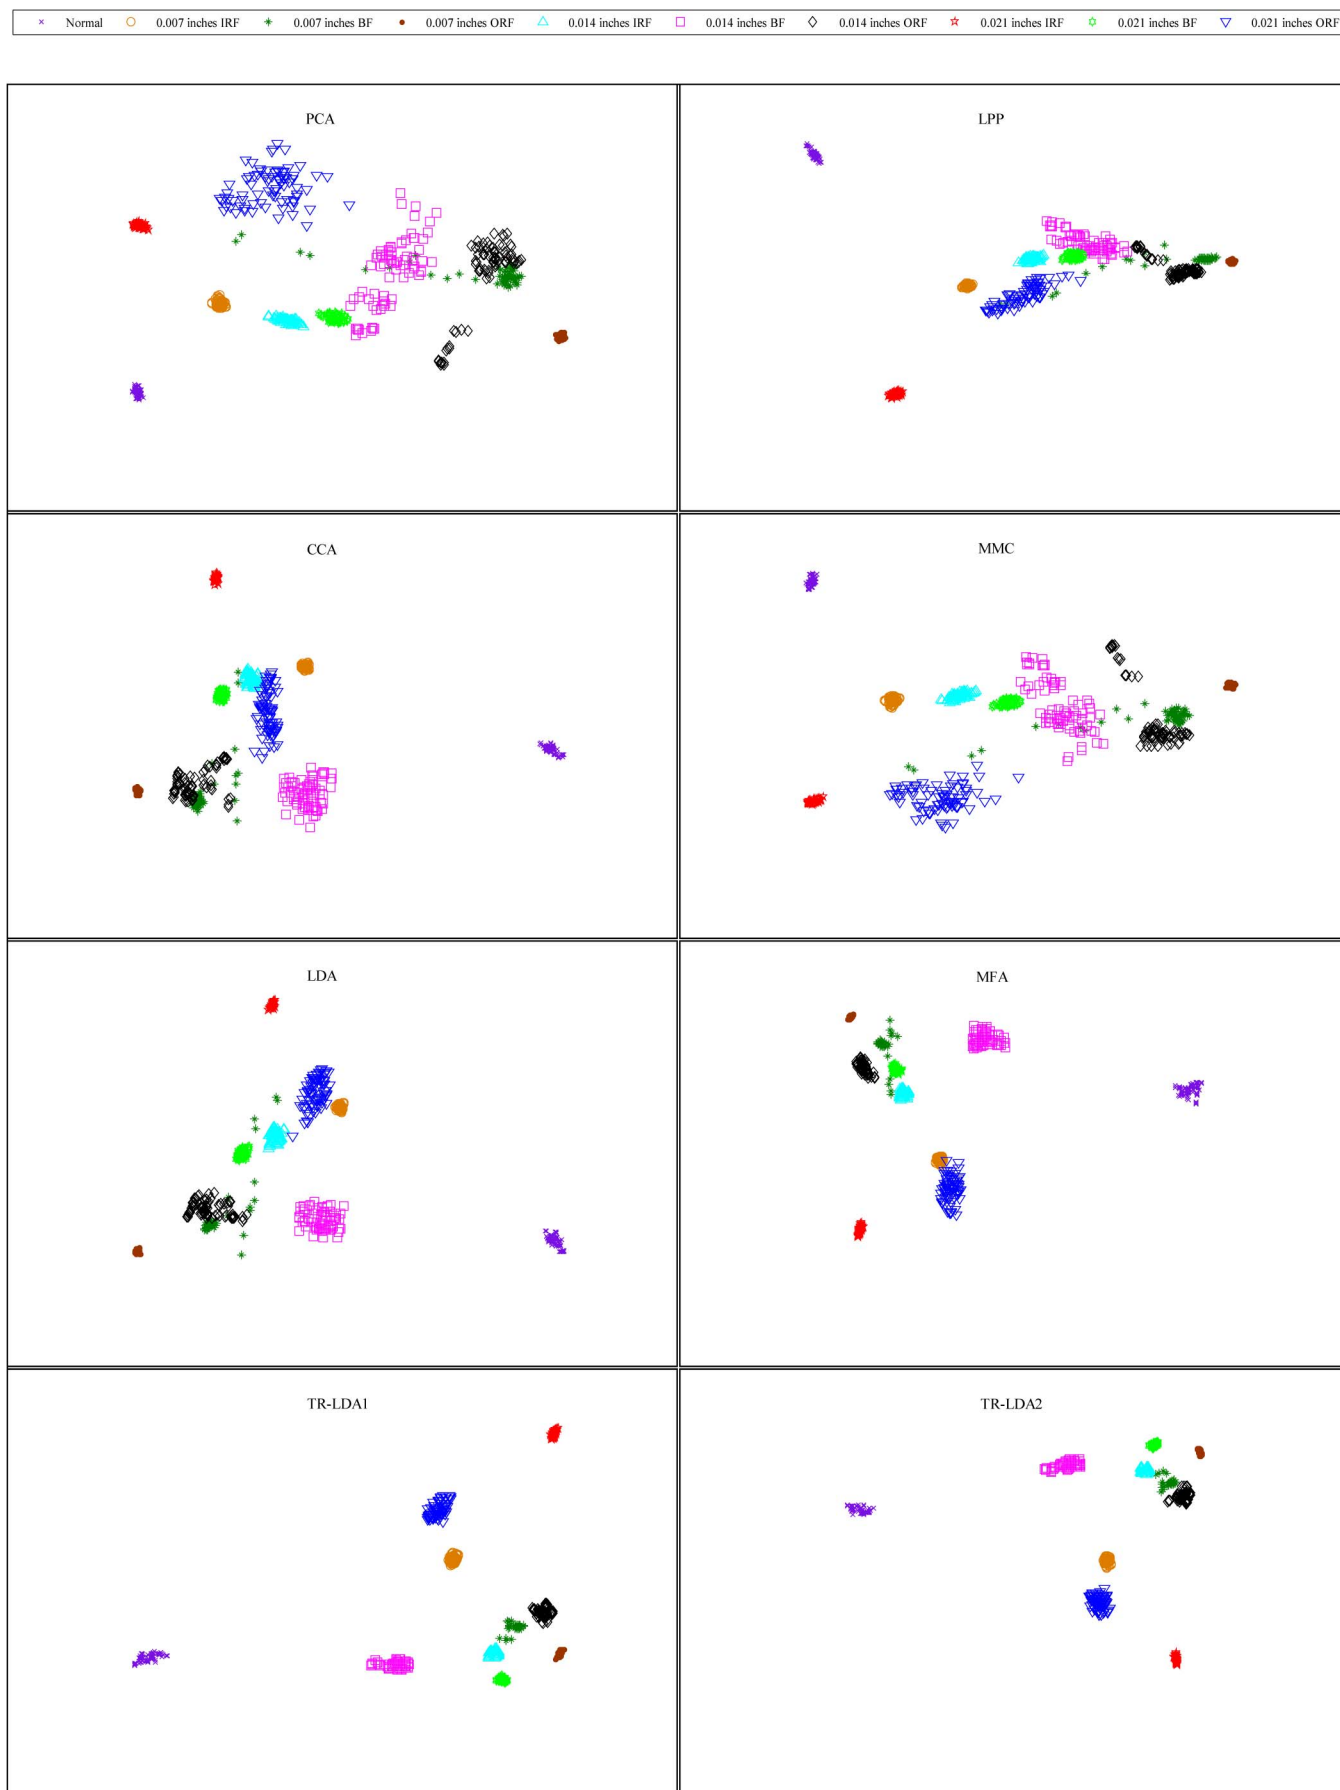 Normal 0.007 inches IRF 0.007 inches BF 0.007 inches ORF 0.014 inches IRF 0.014 inches BF 0.014 inches ORF 0.021 inches IRF 0.021 inches BF 0.021 inches ORF
PCA
LPP
CCA
MMC
LDA
MFA
TR-LDA1
TR-LDA2